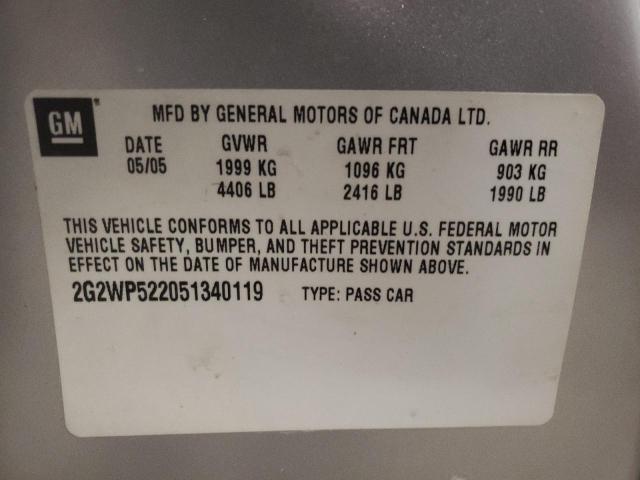 GM
MFD BY GENERAL MOTORS OF CANADA LTD.
DATE GVWR GAWR FRT GAWR RR
05/05 1999 KG 1096 KG 903 KG
4406 LB 2416 LB 1990 LB
THIS VEHICLE CONFORMS TO ALL APPLICABLE U.S. FEDERAL MOTOR
VEHICLE SAFETY, BUMPER, AND THEFT PREVENTION STANDARDS IN
EFFECT ON THE DATE OF MANUFACTURE SHOWN ABOVE.
2G2WP522051340119 TYPE: PASS CAR